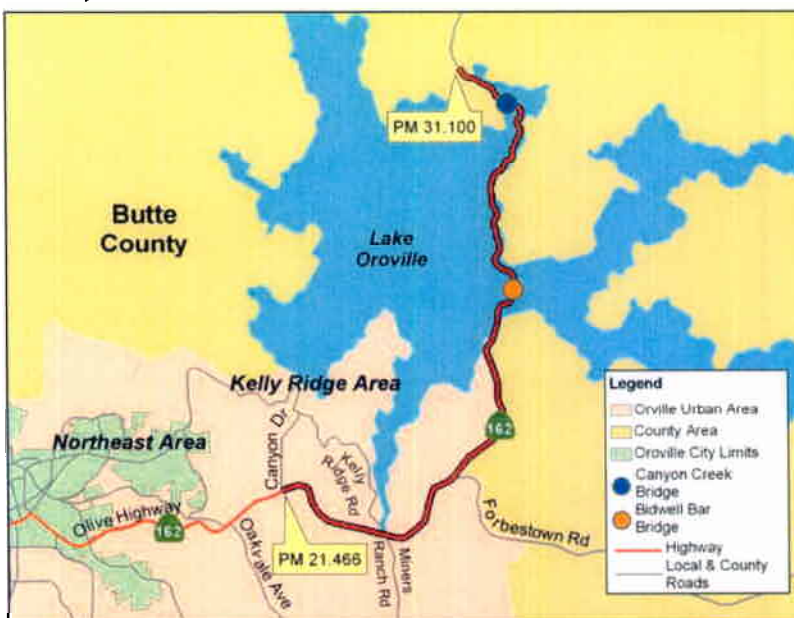 PM 31.100
Butte
County
Lake
Oroville
Kelly Ridge Area
Northeast Area
Canyon Dr
Kelly
Ridge Rd
162
Olive Highway
162
Oakvale Ave
PM 21.466
Ranch Rd
Miners
Forbestown Rd
Legend
Orville Urban Area
County Area
Oroville City Limits
Canyon Creek
Bridge
Bidwell Bar
Bridge
Highway
Local & County
Roads